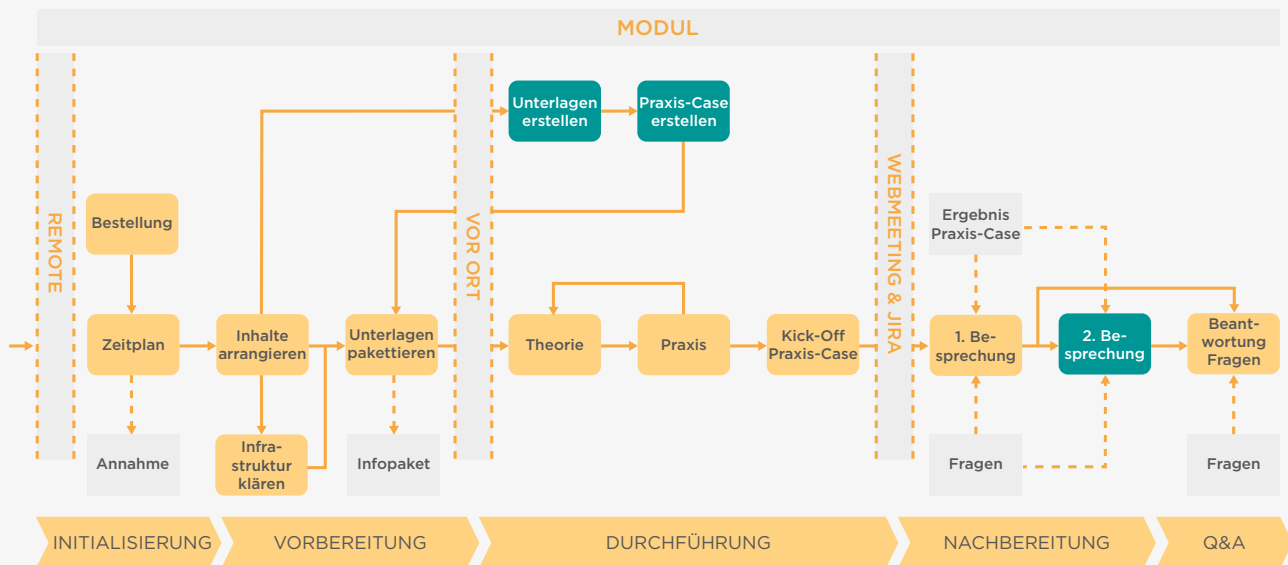 MODUL
REMOTE
VOR ORT
WEBMEETING & JIRA
Unterlagen
erstellen
Praxis-Case
erstellen
Bestellung
Ergebnis
Praxis-Case
Zeitplan
Inhalte
arrangieren
Unterlagen
pakettieren
Theorie
Praxis
Kick-Off
Praxis-Case
1. Be-
sprechung
2. Be-
sprechung
Beant-
wortung
Fragen
Annahme
Infra-
struktur
klären
Infopaket
Fragen
Fragen
INITIALISIERUNG
VORBEREITUNG
DURCHFÜHRUNG
NACHBEREITUNG
Q&A